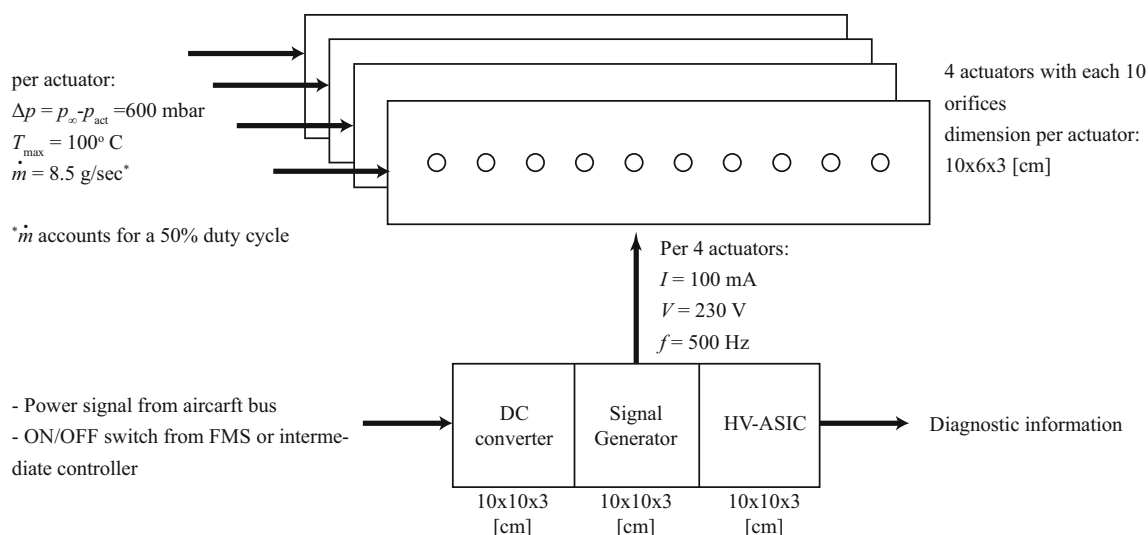 per actuator:
Δp = p∞-pact =600 mbar
Tmax = 100º C
ṁ = 8.5 g/sec*
*ṁ accounts for a 50% duty cycle
4 actuators with each 10
orifices
dimension per actuator:
10x6x3 [cm]
Per 4 actuators:
I = 100 mA
V = 230 V
f = 500 Hz
- Power signal from aircarft bus
- ON/OFF switch from FMS or interme-
diate controller
DC
converter
Signal
Generator
HV-ASIC
Diagnostic information
10x10x3
[cm]
10x10x3
[cm]
10x10x3
[cm]